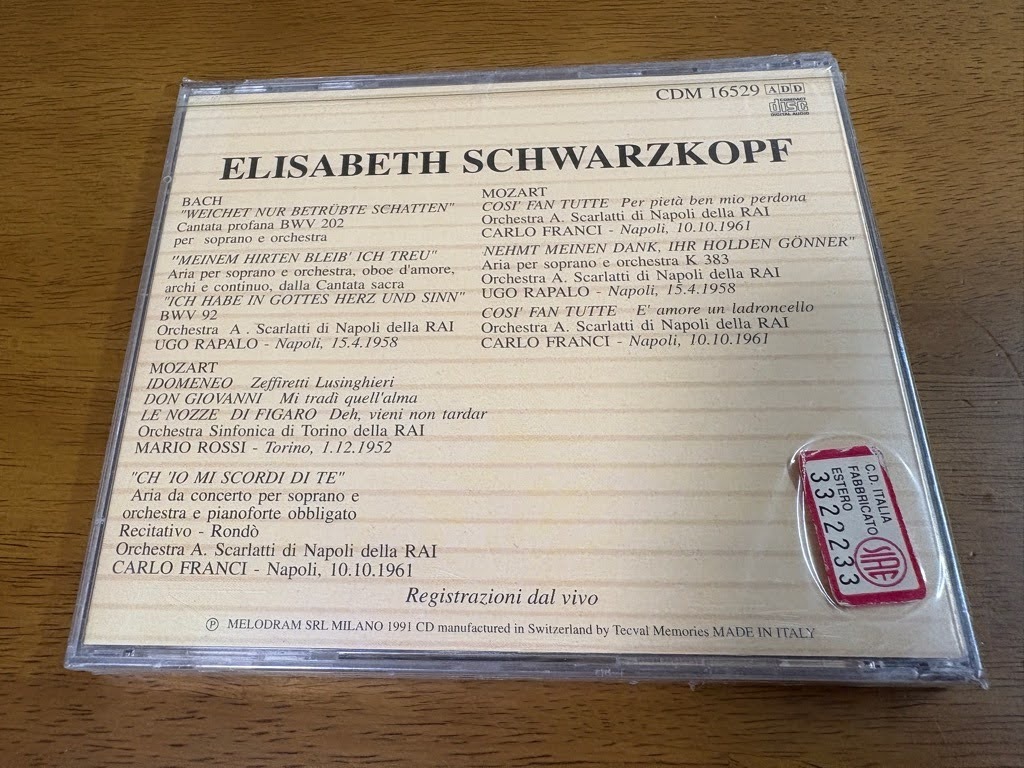 CDM 16529 ADD
COMPACT
disc
DIGITAL AUDIO
ELISABETH SCHWARZKOPF
BACH
"WEICHET NUR BETRÜBTE SCHATTEN"
Cantata profana BWV 202
per soprano e orchestra
"MEINEM HIRTEN BLEIB' ICH TREU"
Aria per soprano e orchestra, oboe d'amore,
archi e continuo, dalla Cantata sacra
"ICH HABE IN GOTTES HERZ UND SINN"
BWV 92
Orchestra A . Scarlatti di Napoli della RAI
UGO RAPALO - Napoli, 15.4.1958
MOZART
IDOMENEO Zeffiretti Lusinghieri
DON GIOVANNI Mi tradì quell'alma
LE NOZZE DI FIGARO Deh, vieni non tardar
Orchestra Sinfonica di Torino della RAI
MARIO ROSSI - Torino, 1.12.1952
"CH 'IO MI SCORDI DI TE"
Aria da concerto per soprano e
orchestra e pianoforte obbligato
Recitativo - Rondò
Orchestra A. Scarlatti di Napoli della RAI
CARLO FRANCI - Napoli, 10.10.1961
MOZART
COSI' FAN TUTTE Per pietà ben mio perdona
Orchestra A. Scarlatti di Napoli della RAI
CARLO FRANCI - Napoli, 10.10.1961
NEHMT MEINEN DANK, IHR HOLDEN GÖNNER"
Aria per soprano e orchestra K 383
Orchestra A. Scarlatti di Napoli della RAI
UGO RAPALO - Napoli, 15.4.1958
COSI' FAN TUTTE E' amore un ladroncello
Orchestra A. Scarlatti di Napoli della RAI
CARLO FRANCI - Napoli, 10.10.1961
C.D. ITALIA
FABBRICATO
ESTERO
3322233
SIAE
Registrazioni dal vivo
℗ MELODRAM SRL MILANO 1991 CD manufactured in Switzerland by Tecval Memories MADE IN ITALY